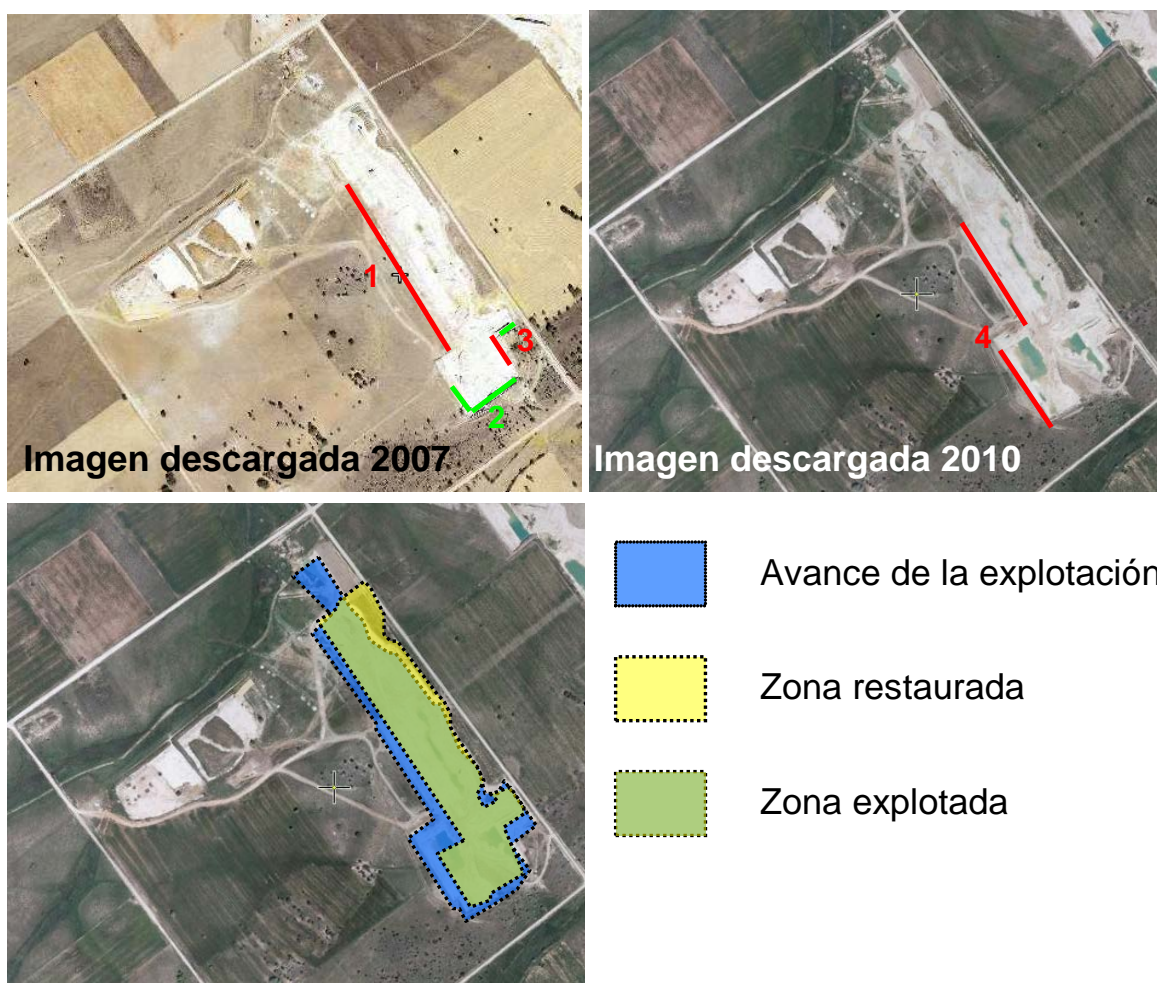 1
3
2
Imagen descargada 2007
4
Imagen descargada 2010
Avance de la explotación
Zona restaurada
Zona explotada